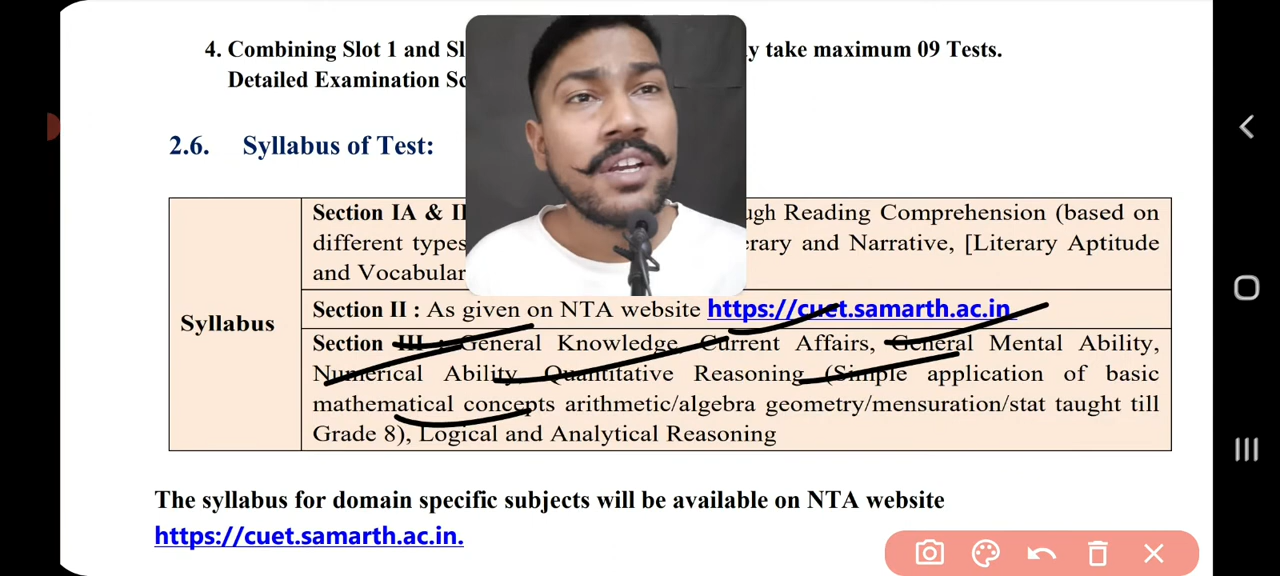 4. Combining Slot 1 and Sl y take maximum 09 Tests.
Detailed Examination Sc
2.6. Syllabus of Test:
Syllabus
Section IA & II ugh Reading Comprehension (based on
different types erary and Narrative, [Literary Aptitude
and Vocabular
Section II : As given on NTA website https://cuet.samarth.ac.in
Section III : General Knowledge, Current Affairs, General Mental Ability,
Numerical Ability, Quantitative Reasoning (Simple application of basic
mathematical concepts arithmetic/algebra geometry/mensuration/stat taught till
Grade 8), Logical and Analytical Reasoning
The syllabus for domain specific subjects will be available on NTA website
https://cuet.samarth.ac.in.